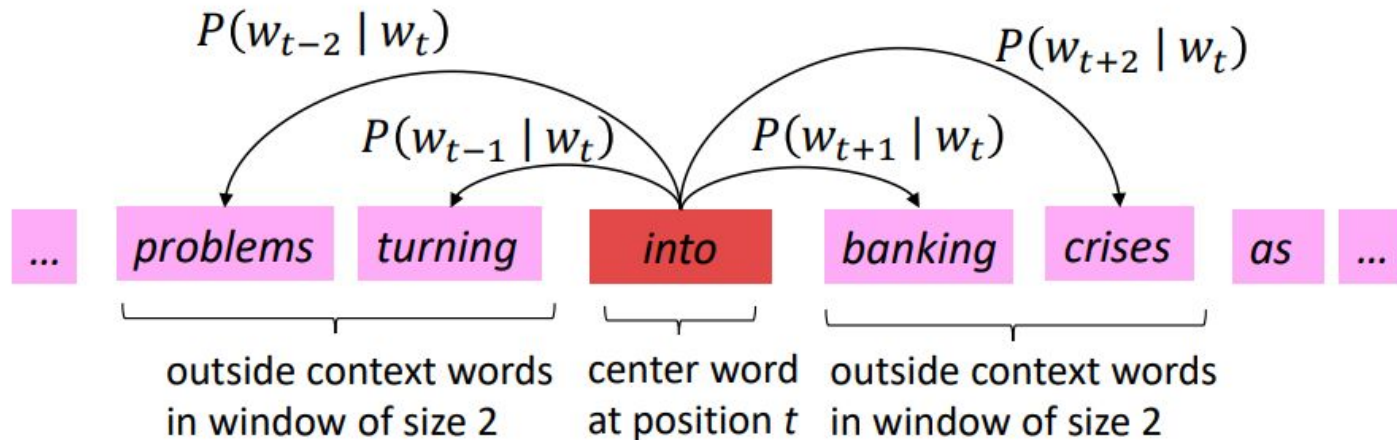 P(w_{t−2} | w_t)
P(w_{t+2} | w_t)
P(w_{t−1} | w_t)
P(w_{t+1} | w_t)
... problems turning into banking crises as ...
outside context words center word outside context words
in window of size 2 at position t in window of size 2